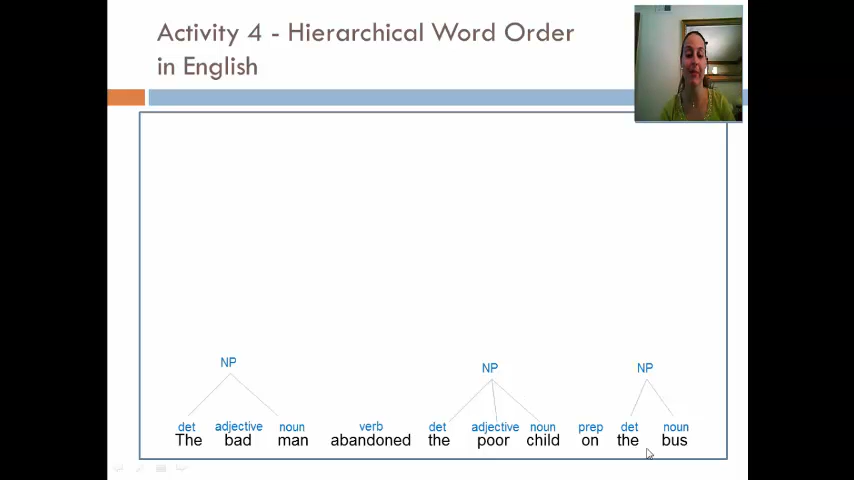 Activity 4 - Hierarchical Word Order
in English
NP NP NP
det adjective noun verb det adjective noun prep det noun
The bad man abandoned the poor child on the bus